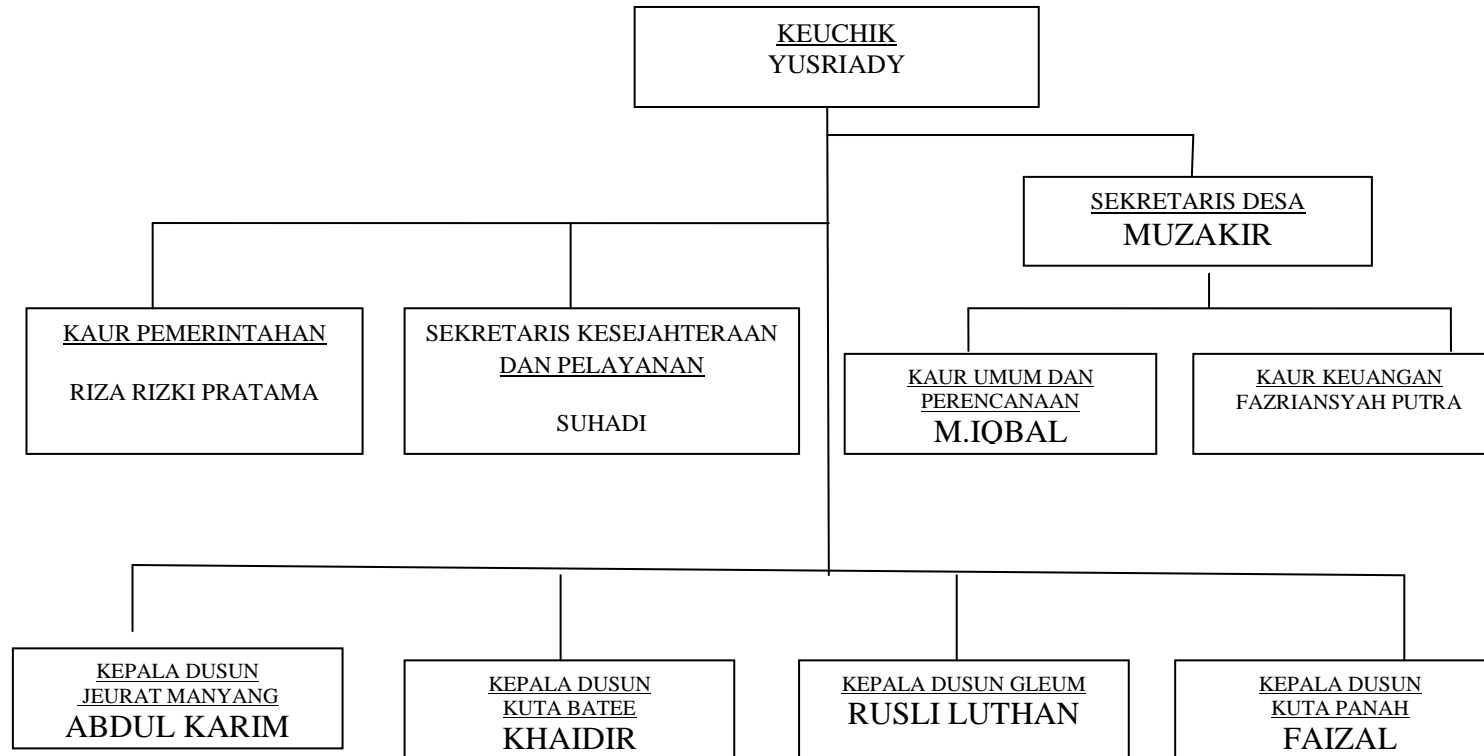 KEUCHIK
YUSRIADY
SEKRETARIS DESA
MUZAKIR
KAUR PEMERINTAHAN
RIZA RIZKI PRATAMA
SEKRETARIS KESEJAHTERAAN
DAN PELAYANAN
SUHADI
KAUR UMUM DAN
PERENCANAAN
M.IQBAL
KAUR KEUANGAN
FAZRIANSYAH PUTRA
KEPALA DUSUN
JEURAT MANYANG
ABDUL KARIM
KEPALA DUSUN
KUTA BATEE
KHAIDIR
KEPALA DUSUN GLEUM
RUSLI LUTHAN
KEPALA DUSUN
KUTA PANAH
FAIZAL